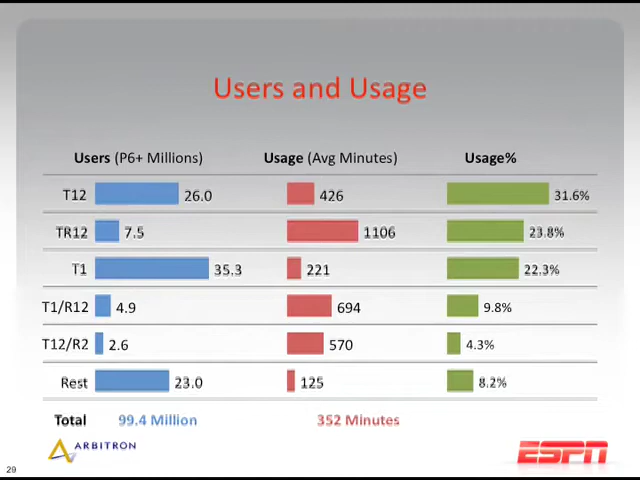 Users and Usage
Users (P6+ Millions) Usage (Avg Minutes) Usage%
T12 26.0 426 31.6%
TR12 7.5 1106 23.8%
T1 35.3 221 22.3%
T1/R12 4.9 694 9.8%
T12/R2 2.6 570 4.3%
Rest 23.0 125 8.2%
Total 99.4 Million 352 Minutes
ARBITRON
ESPN
29